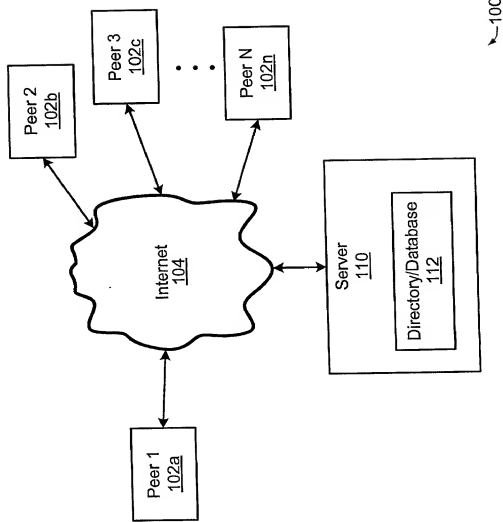 Peer 1
102a
Internet
104
Peer 2
102b
Peer 3
102c
Peer N
102n
Server
110
Directory/Database
112
100